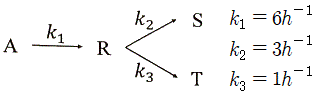 k₂ S k₁ = 6h⁻¹
A k₁ R k₂ = 3h⁻¹
k₃ T k₃ = 1h⁻¹